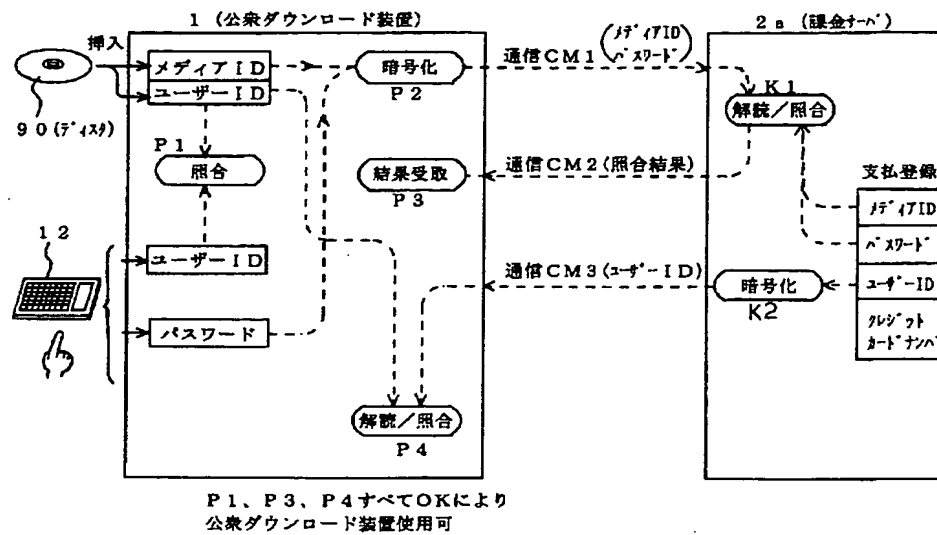 1 (公衆ダウンロード装置)
2a (課金サーバ)
挿入
メディアID
ユーザーID
90(ディスク)
暗号化
P2
通信CM1 (メディアID パスワード)
K1
解読/照合
P1
照合
結果受取
P3
通信CM2(照合結果)
支払登録
メディアID
パスワード
ユーザーID
クレジット
カードナンバ
12
ユーザーID
パスワード
通信CM3(ユーザーID)
暗号化
K2
解読/照合
P4
P1、P3、P4すべてOKにより
公衆ダウンロード装置使用可